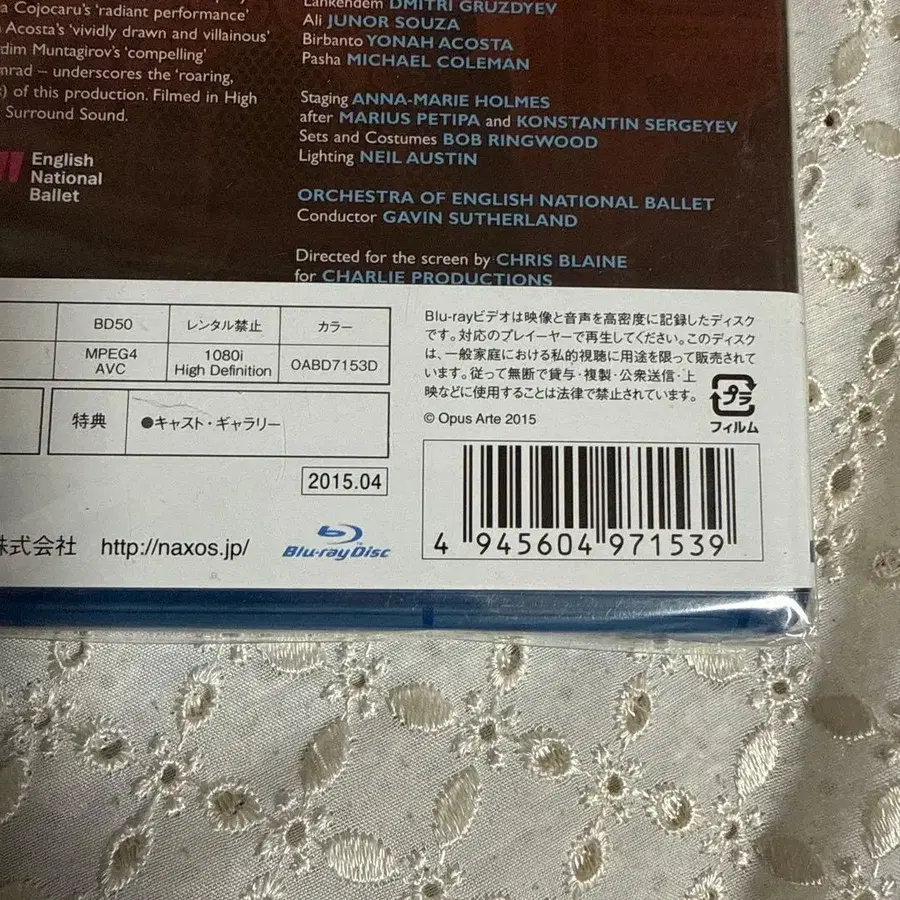 a Cojocaru's 'radiant performance'
Acosta's 'vividly drawn and villainous'
dim Muntagirov's 'compelling'
nrad – underscores the 'roaring,
) of this production. Filmed in High
Surround Sound.
English
National
Ballet
Lankendem DMITRI GRUZDYEV
Ali JUNOR SOUZA
Birbanto YONAH ACOSTA
Pasha MICHAEL COLEMAN
Staging ANNA-MARIE HOLMES
after MARIUS PETIPA and KONSTANTIN SERGEYEV
Sets and Costumes BOB RINGWOOD
Lighting NEIL AUSTIN
ORCHESTRA OF ENGLISH NATIONAL BALLET
Conductor GAVIN SUTHERLAND
Directed for the screen by CHRIS BLAINE
for CHARLIE PRODUCTIONS
BD50 レンタル禁止 カラー
MPEG4 AVC 1080i High Definition OABD7153D
特典 ●キャスト・ギャラリー
2015.04
株式会社 http://naxos.jp/
Blu-ray Disc
Blu-rayビデオは映像と音声を高密度に記録したディスク
です。対応のプレイヤーで再生してください。このディスク
は、一般家庭における私的視聴に用途を限って販売されて
います。従って無断で貸与・複製・公衆送信・上
映などに使用することは法律で禁止されています。
© Opus Arte 2015
プラ
フィルム
4 945604 971539